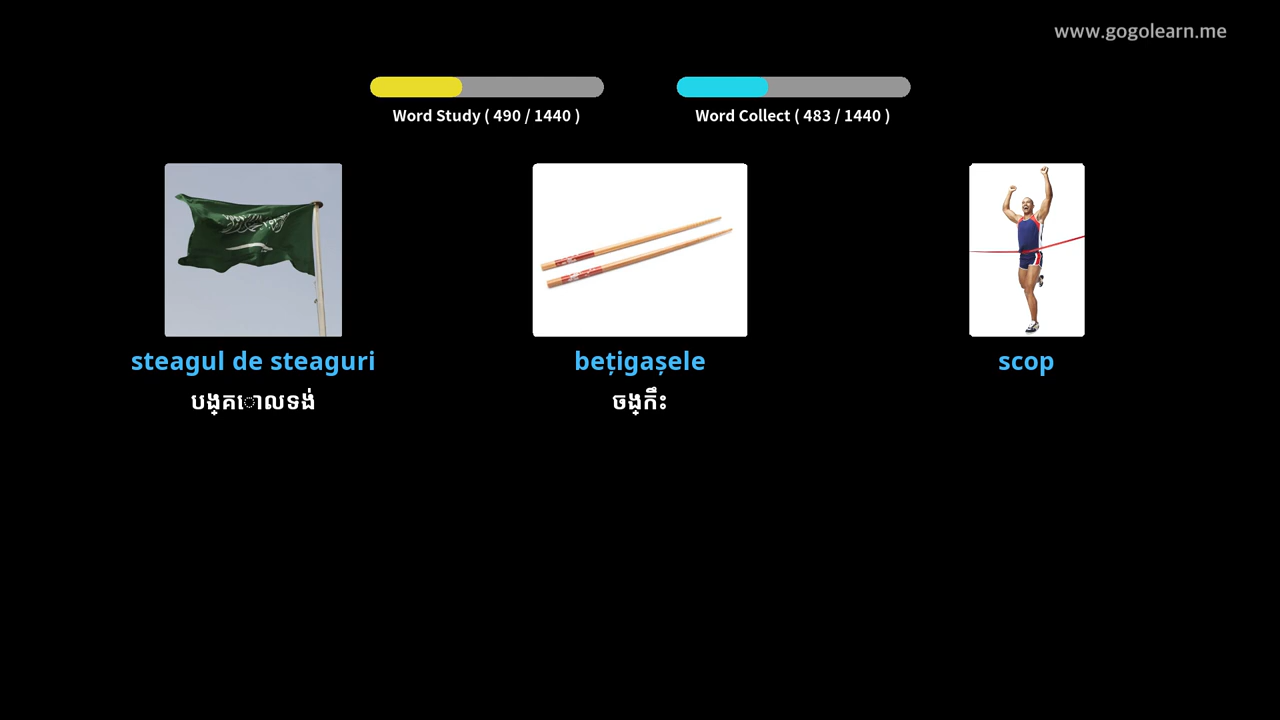 www.gogolearn.me
Word Study ( 490 / 1440 )
Word Collect ( 483 / 1440 )
steagul de steaguri
បង្គោលទង់
bețigașele
ចង្កឹះ
scop